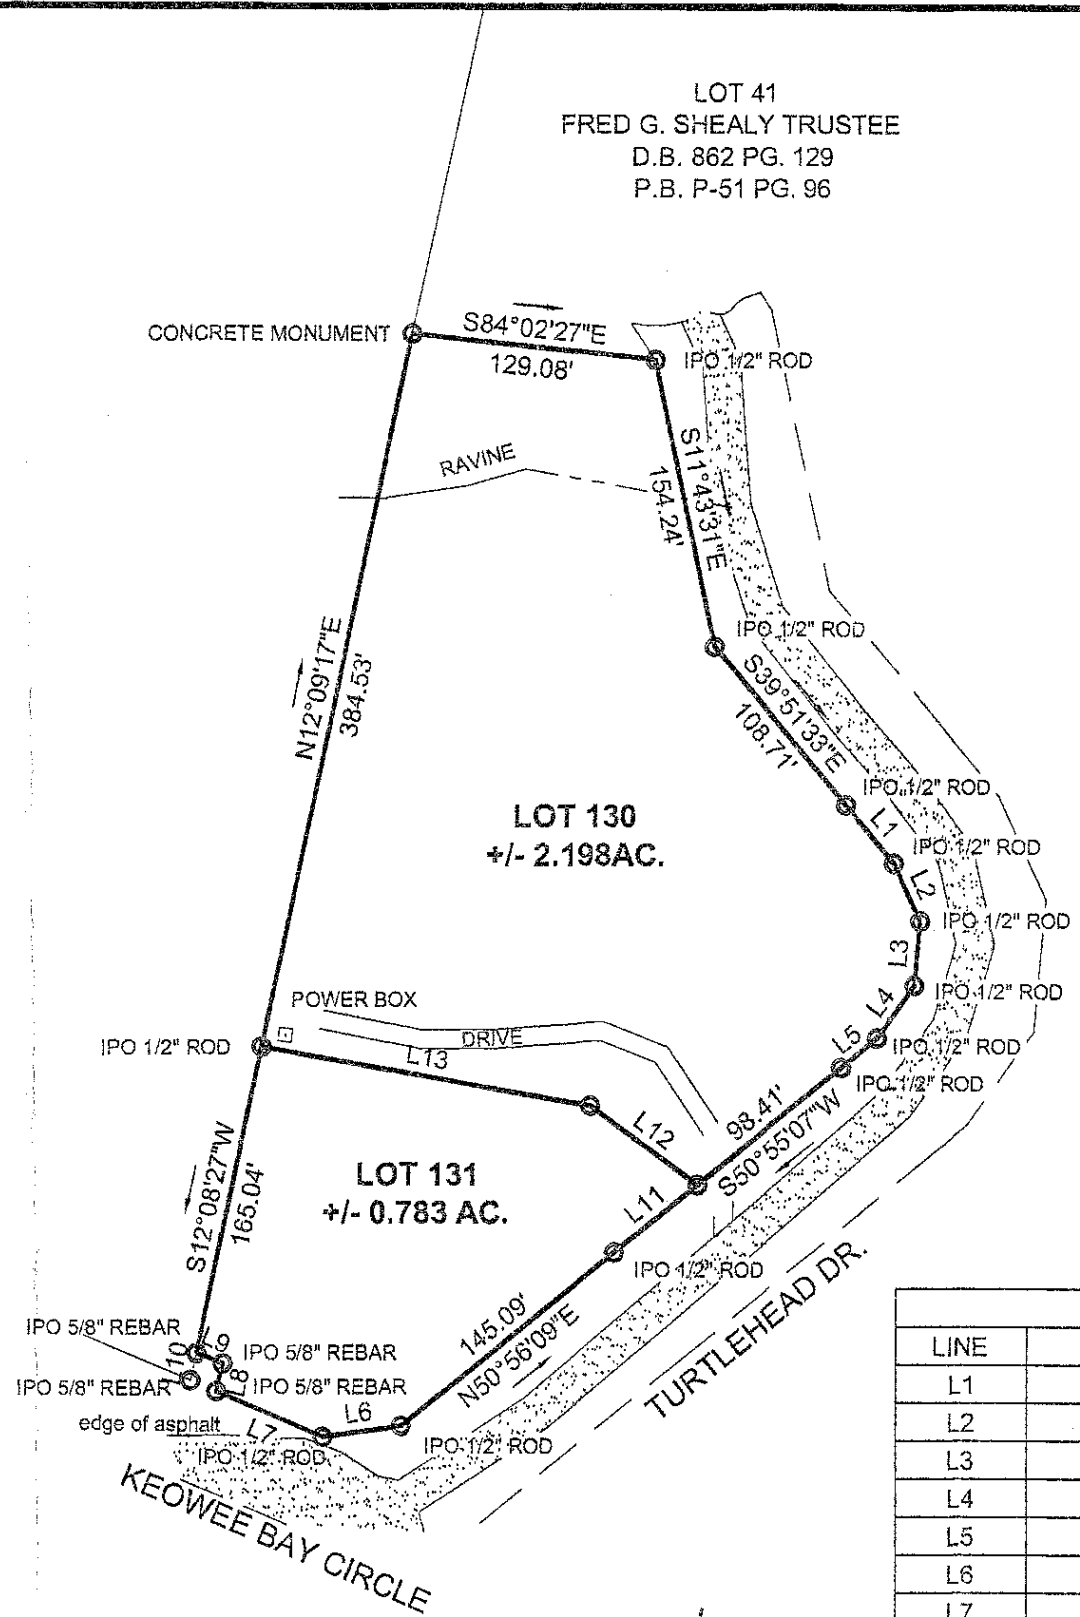 LOT 41
FRED G. SHEALY TRUSTEE
D.B. 862 PG. 129
P.B. P-51 PG. 96
CONCRETE MONUMENT
S84°02'27"E
129.08'
IPO 1/2" ROD
RAVINE
S11°43'31"E
154.24'
IPO 1/2" ROD
N12°09'17"E
384.53'
S39°51'33"E
108.71'
IPO 1/2" ROD
LOT 130
+/- 2.198AC.
L1
IPO 1/2" ROD
L2
IPO 1/2" ROD
L3
IPO 1/2" ROD
L4
POWER BOX
DRIVE
IPO 1/2" ROD
L13
L5
IPO 1/2" ROD
IPO 1/2" ROD
98.41'
S50°55'07"W
L12
LOT 131
+/- 0.783 AC.
S12°08'27"W
165.04'
L11
IPO 1/2" ROD
TURTLEHEAD DR.
145.09'
N50°56'09"E
IPO 5/8" REBAR
L9
IPO 5/8" REBAR
L10
IPO 5/8" REBAR
L8
IPO 5/8" REBAR
edge of asphalt
L7
L6
IPO 1/2" ROD
IPO 1/2" ROD
KEOWEE BAY CIRCLE
LINE
L1
L2
L3
L4
L5
L6
L7